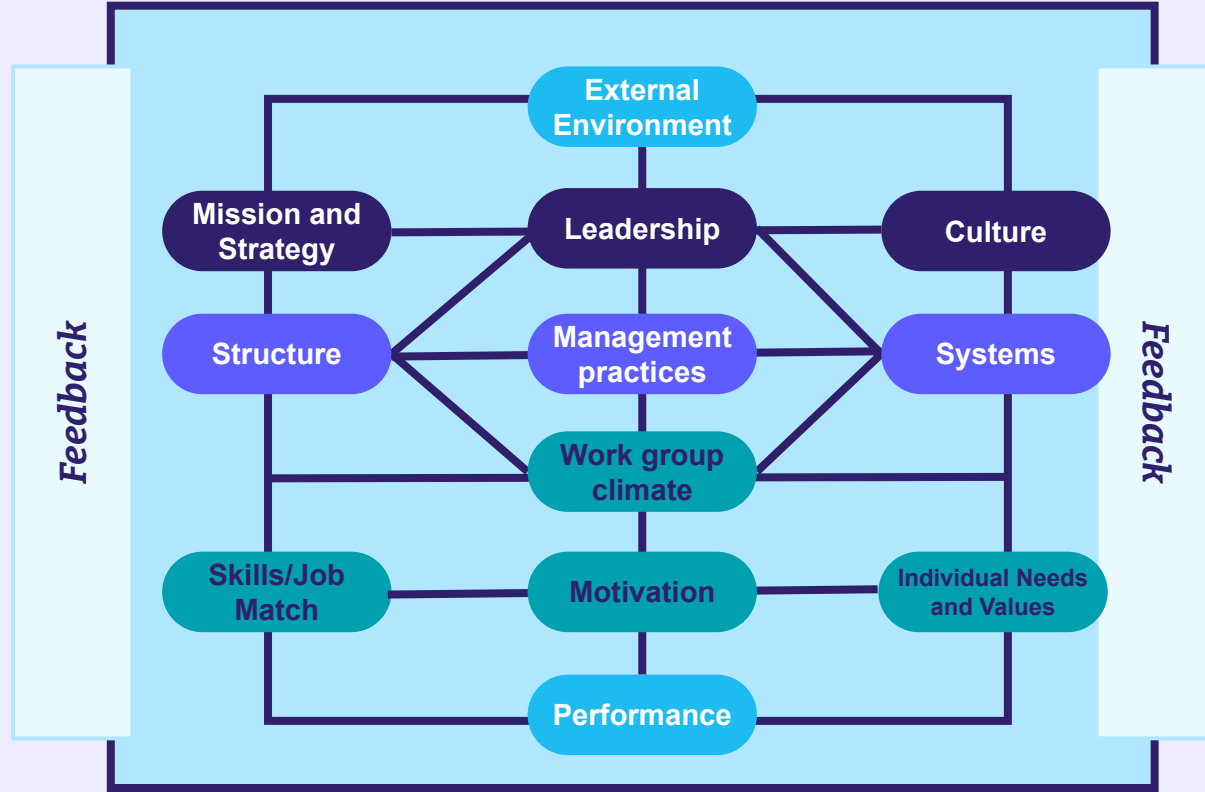 External
Environment
Mission and
Strategy
Leadership
Culture
Structure
Management
practices
Systems
Feedback
Feedback
Work group
climate
Skills/Job
Match
Motivation
Individual Needs
and Values
Performance